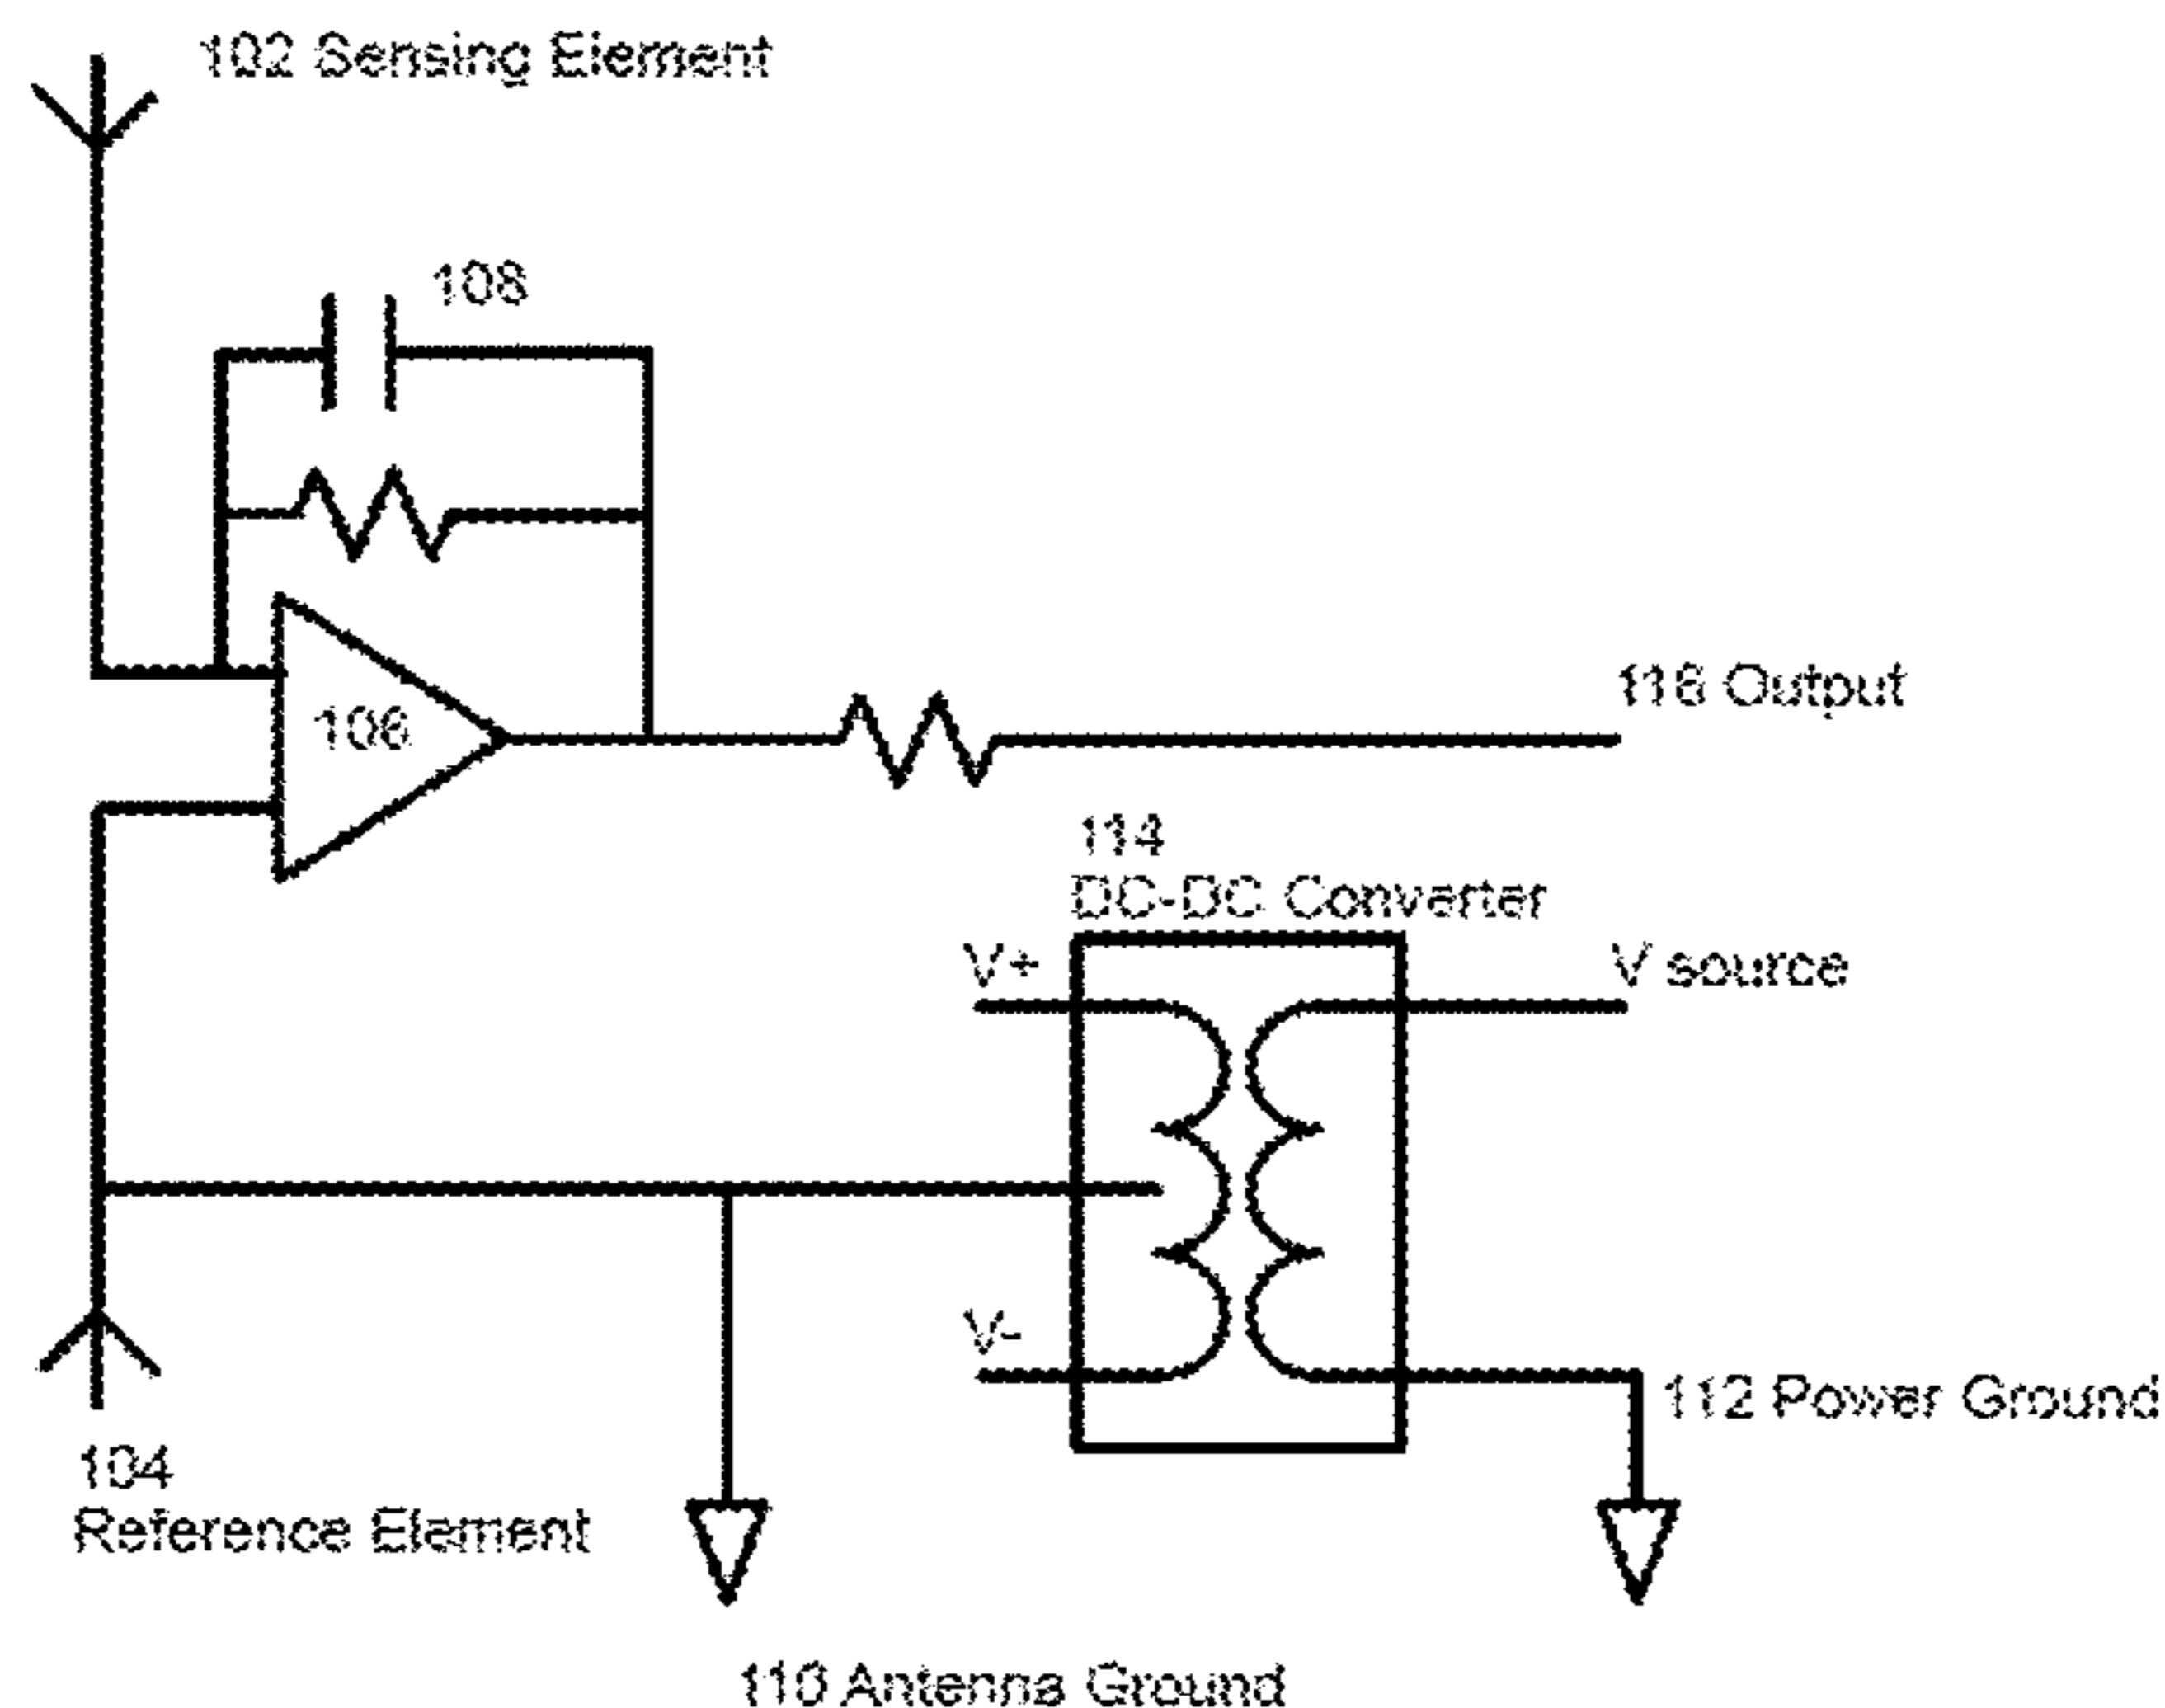 102 Sensing Element
108
106
116 Output
114
DC-DC Converter
V+
V source
V-
112 Power Ground
104
Reference Element
110 Antenna Ground